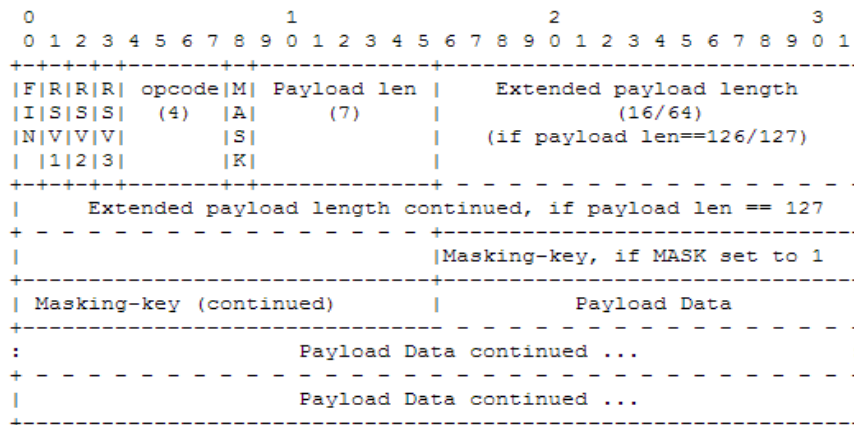 0                   1                   2                   3
 0 1 2 3 4 5 6 7 8 9 0 1 2 3 4 5 6 7 8 9 0 1 2 3 4 5 6 7 8 9 0 1
+-+-+-+-+-------+-+-------------+-------------------------------
|F|R|R|R| opcode|M| Payload len |    Extended payload length
|I|S|S|S|  (4)  |A|     (7)     |             (16/64)
|N|V|V|V|       |S|             |   (if payload len==126/127)
| |1|2|3|       |K|             |
+-+-+-+-+-------+-+-------------+ - - - - - - - - - - - - - - - -
|     Extended payload length continued, if payload len == 127
+ - - - - - - - - - - - - - - - +-------------------------------
|                               |Masking-key, if MASK set to 1
+-------------------------------+-------------------------------
| Masking-key (continued)       |          Payload Data
+-------------------------------- - - - - - - - - - - - - - - - -
:                     Payload Data continued ...
+ - - - - - - - - - - - - - - - - - - - - - - - - - - - - - - - -
|                     Payload Data continued ...
+---------------------------------------------------------------